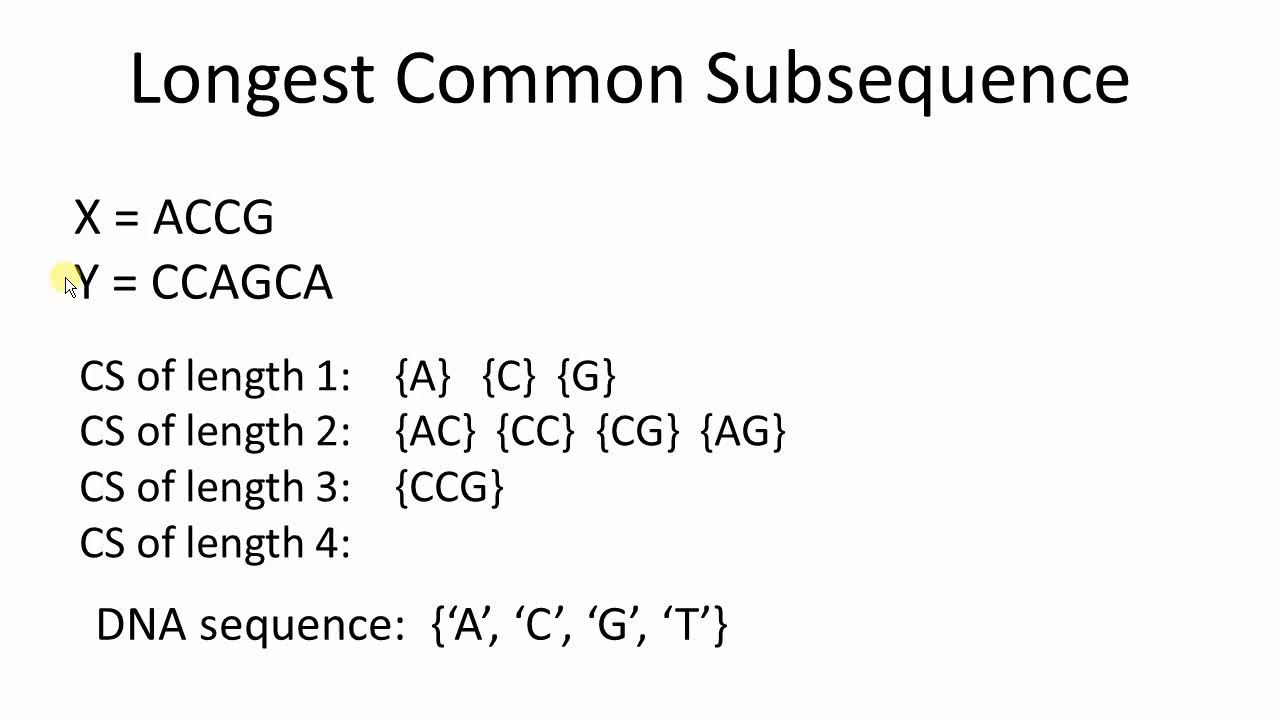 Longest Common Subsequence
X = ACCG
Y = CCAGCA
CS of length 1: {A} {C} {G}
CS of length 2: {AC} {CC} {CG} {AG}
CS of length 3: {CCG}
CS of length 4:
DNA sequence: {‘A’, ‘C’, ‘G’, ‘T’}